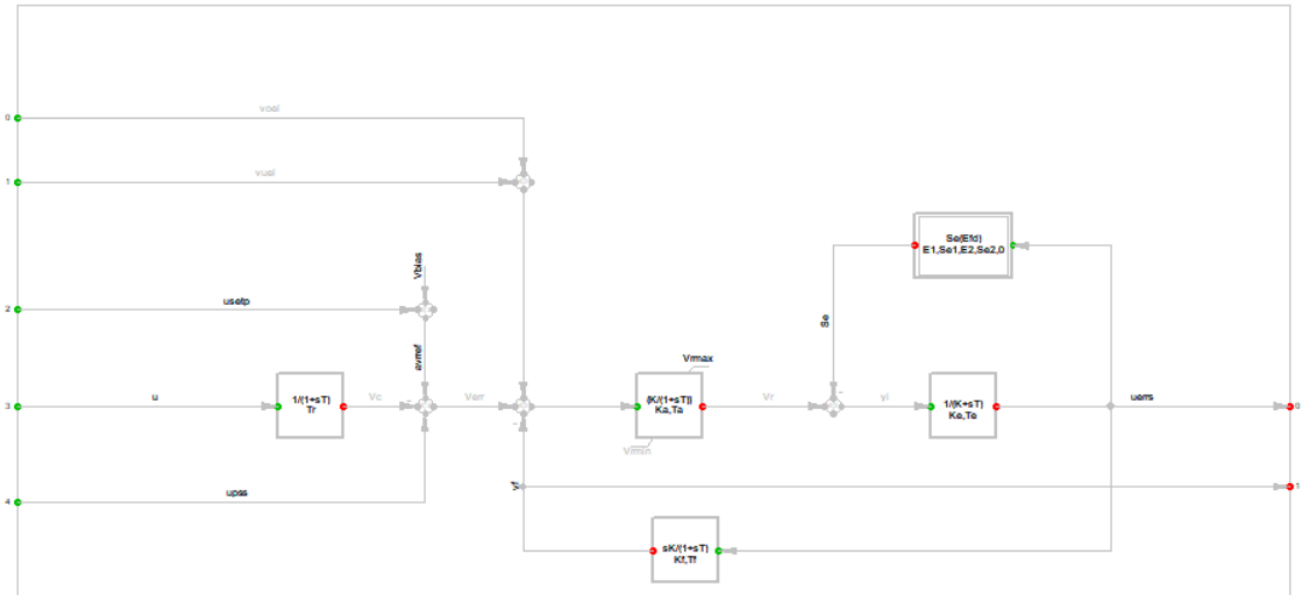 voel
0
vuel
1
Se(Efd)
E1,Se1,E2,Se2,0
Vbias
usetp
2
Se
avrref
Vrmax
u
1/(1+sT)
Tr
Vc
-
Verr
{K/(1+sT)}
Ka,Ta
Vr
-
yi
1/(K+sT)
Ke,Te
uerrs
3
0
Vrmin
-
yf
1
upss
4
sK/(1+sT)
Kf,Tf